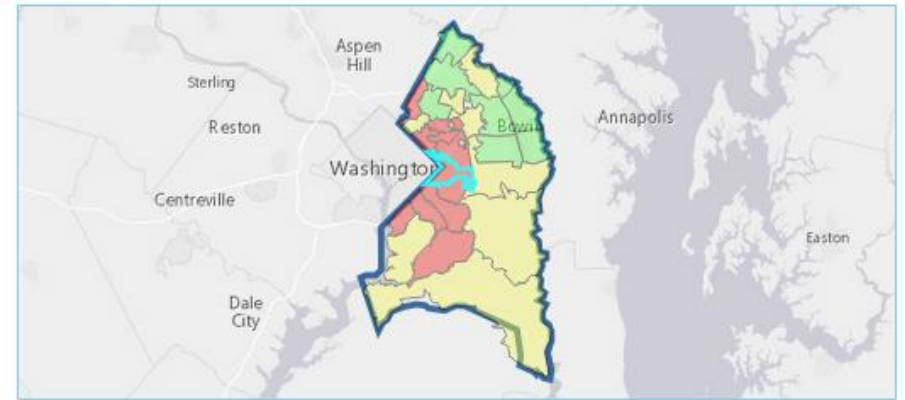 Aspen
Hill
Sterling
Reston
Bowie
Annapolis
Washington
Centreville
Easton
Dale
City